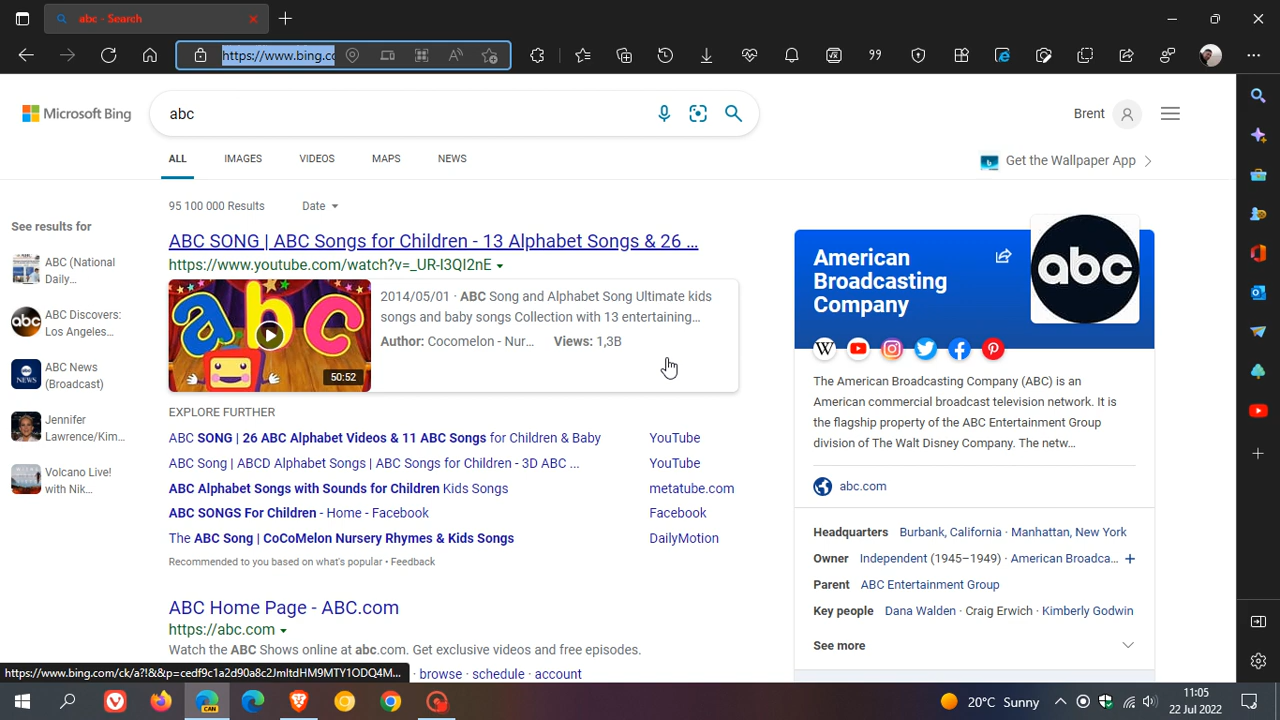 abc - Search
https://www.bing.co
Microsoft Bing
abc
Brent
ALL
IMAGES
VIDEOS
MAPS
NEWS
Get the Wallpaper App
95 100 000 Results
Date
See results for
ABC (National
Daily...
ABC Discovers:
Los Angeles...
ABC News
(Broadcast)
Jennifer
Lawrence/Kim...
Volcano Live!
with Nik...
ABC SONG | ABC Songs for Children - 13 Alphabet Songs & 26 ...
https://www.youtube.com/watch?v=_UR-l3QI2nE
abc
50:52
2014/05/01 · ABC Song and Alphabet Song Ultimate kids
songs and baby songs Collection with 13 entertaining...
Author: Cocomelon - Nur...
Views: 1,3B
EXPLORE FURTHER
ABC SONG | 26 ABC Alphabet Videos & 11 ABC Songs for Children & Baby YouTube
ABC Song | ABCD Alphabet Songs | ABC Songs for Children - 3D ABC ... YouTube
ABC Alphabet Songs with Sounds for Children Kids Songs metatube.com
ABC SONGS For Children - Home - Facebook Facebook
The ABC Song | CoCoMelon Nursery Rhymes & Kids Songs DailyMotion
Recommended to you based on what's popular • Feedback
ABC Home Page - ABC.com
https://abc.com
Watch the ABC Shows online at abc.com. Get exclusive videos and free episodes.
· browse · schedule · account
https://www.bing.com/ck/a?!&&p=cedf9c1a2d90a8c2JmltdHM9MTY1ODQ4M...
American
Broadcasting
Company
abc
The American Broadcasting Company (ABC) is an
American commercial broadcast television network. It is
the flagship property of the ABC Entertainment Group
division of The Walt Disney Company. The netw...
abc.com
Headquarters Burbank, California · Manhattan, New York
Owner Independent (1945–1949) · American Broadca...
Parent ABC Entertainment Group
Key people Dana Walden · Craig Erwich · Kimberly Godwin
See more
CAN
20°C Sunny
11:05
22 Jul 2022